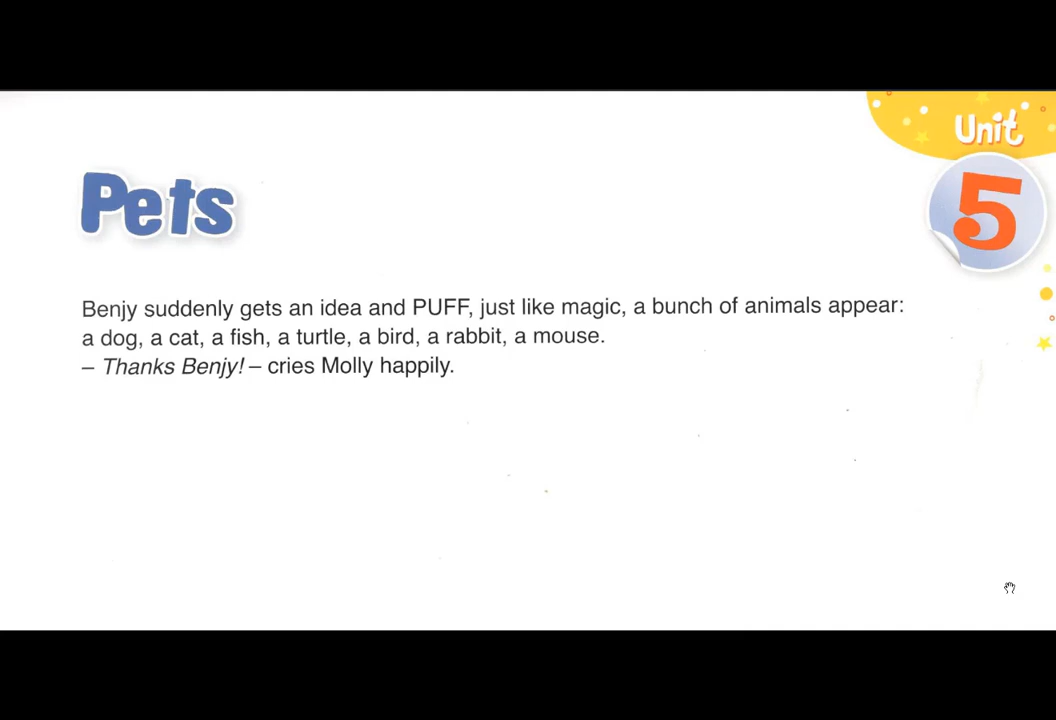 Unit
5
Pets
Benjy suddenly gets an idea and PUFF, just like magic, a bunch of animals appear:
a dog, a cat, a fish, a turtle, a bird, a rabbit, a mouse.
– Thanks Benjy! – cries Molly happily.